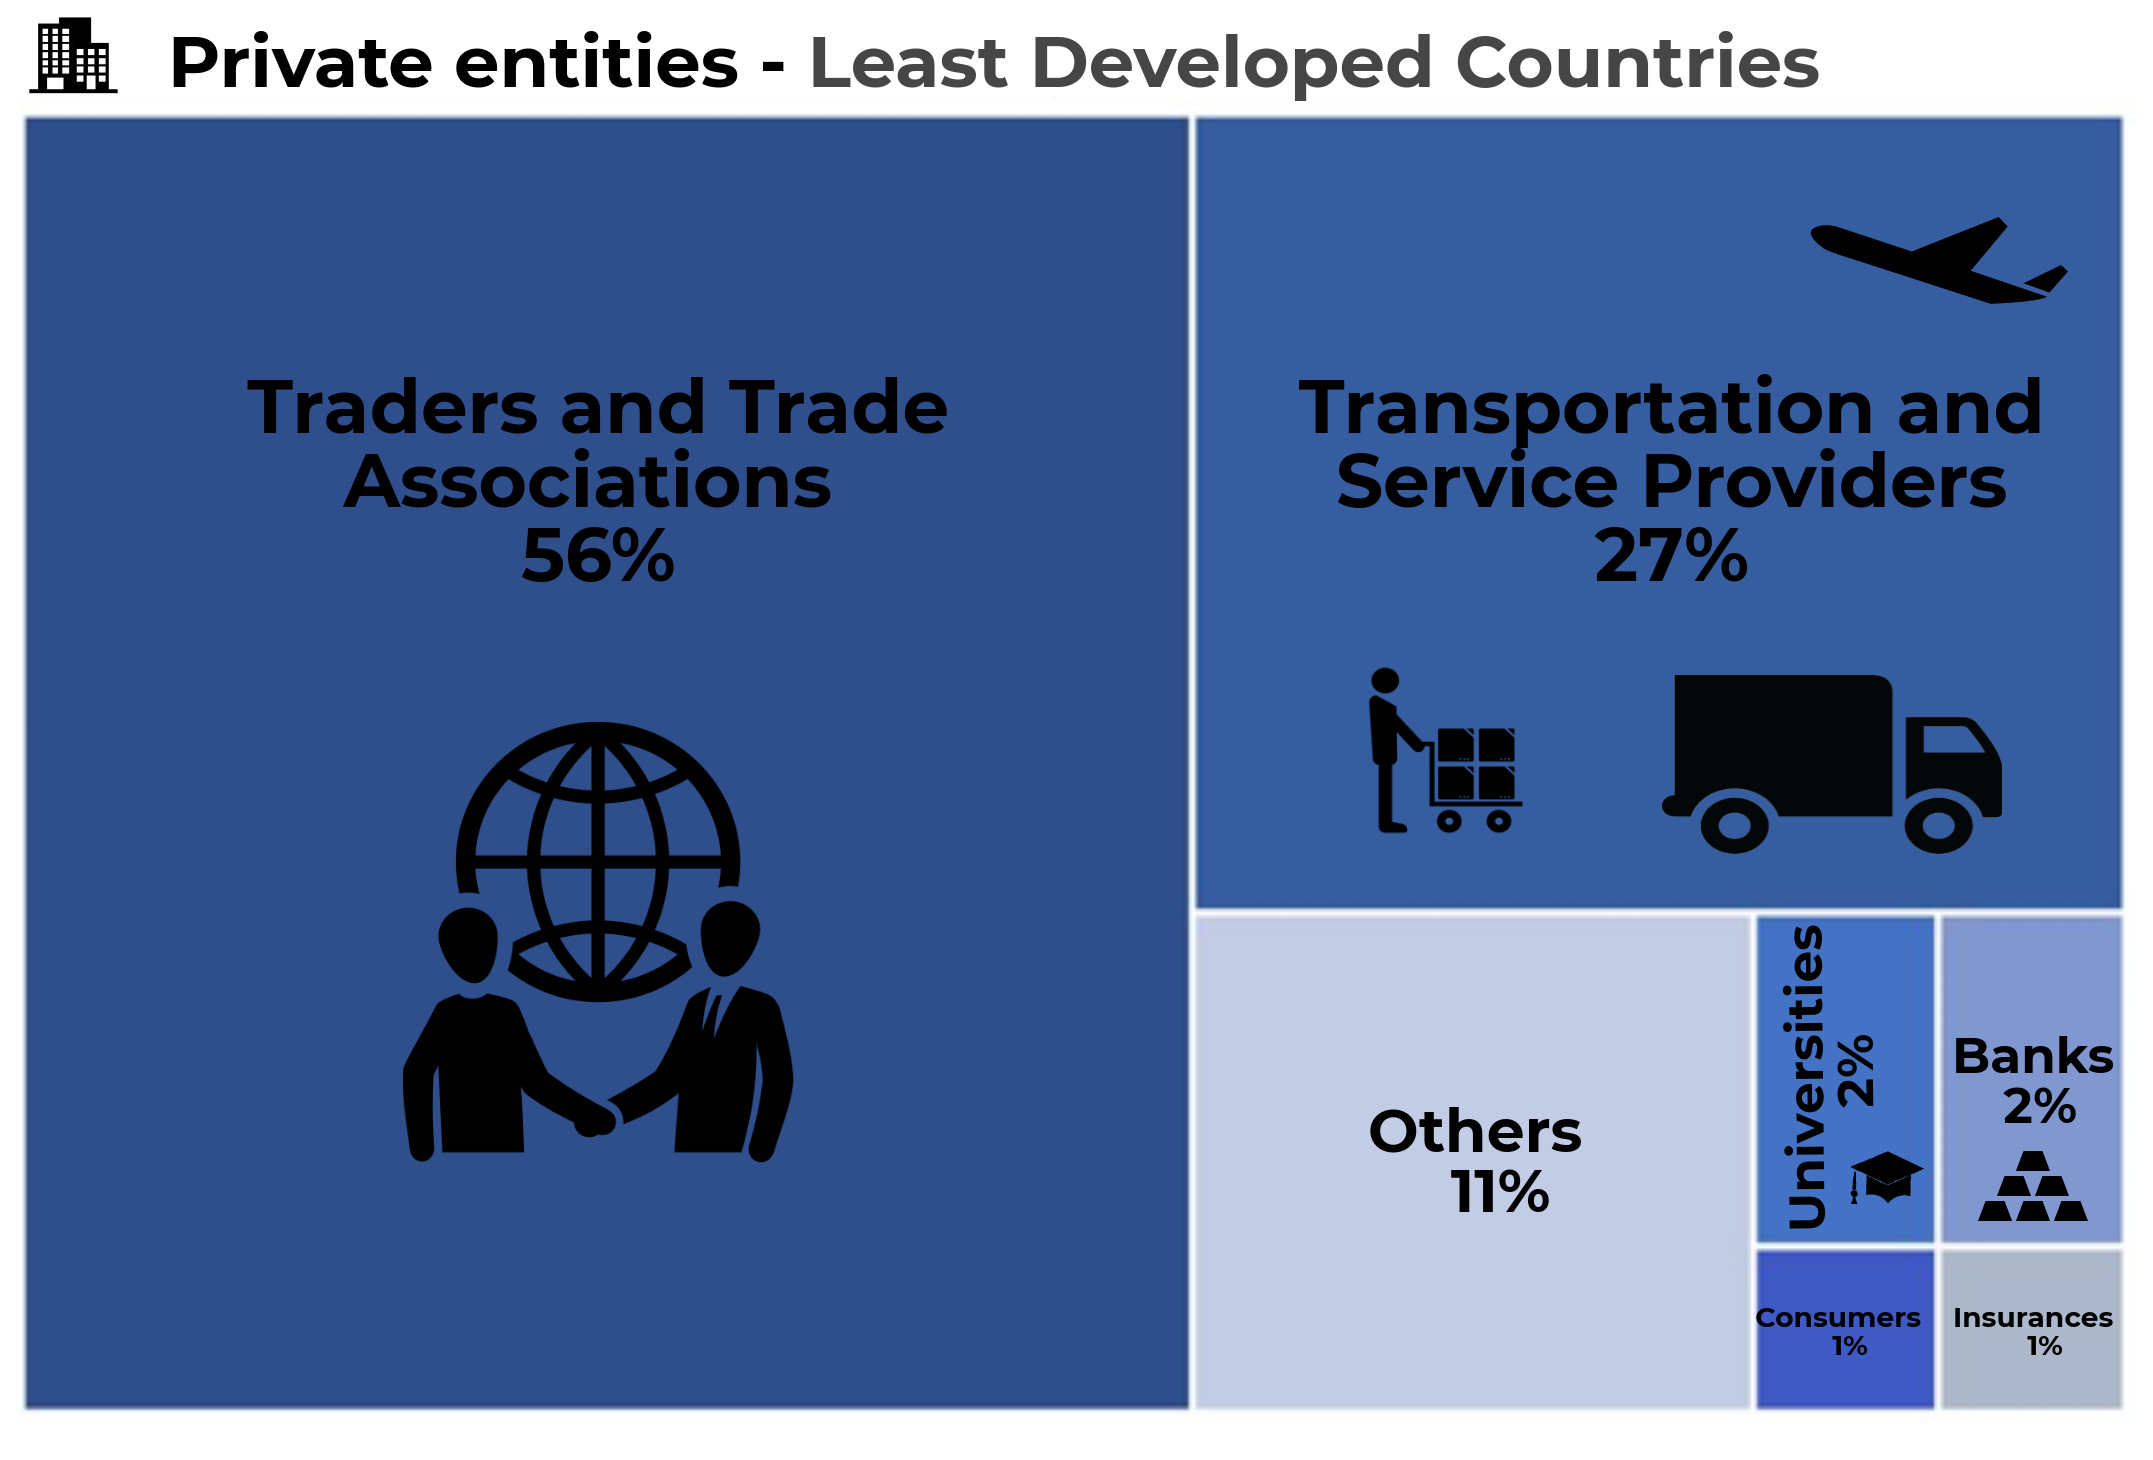 Private entities - Least Developed Countries
Traders and Trade
Associations
56%
Transportation and
Service Providers
27%
Others
11%
Universities
2%
Banks
2%
Consumers
1%
Insurances
1%